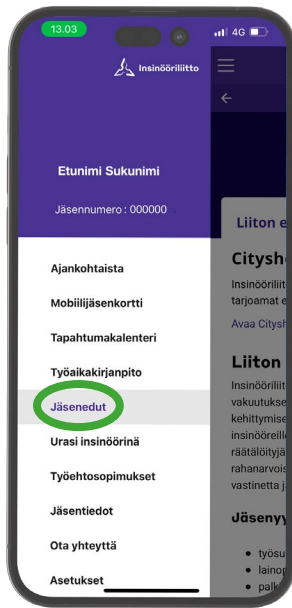 13.03
4G
Insinööriliitto
Etunimi Sukunimi
Jäsennumero: 000000
Ajankohtaista
Mobiilijäsenkortti
Tapahtumakalenteri
Työaikakirjanpito
Jäsenedut
Urasi insinöörinä
Työehtosopimukset
Jäsentiedot
Ota yhteyttä
Asetukset
Liiton e
Citysh
Insinööriliit
tarjoamat e
Avaa Citysh
Liiton
Insinööriliit
vakuutukse
kehittymise
insinööreille
räätälöityjä
rahanarvois
vastinetta j
Jäsenyy
työsu
lainop
palk